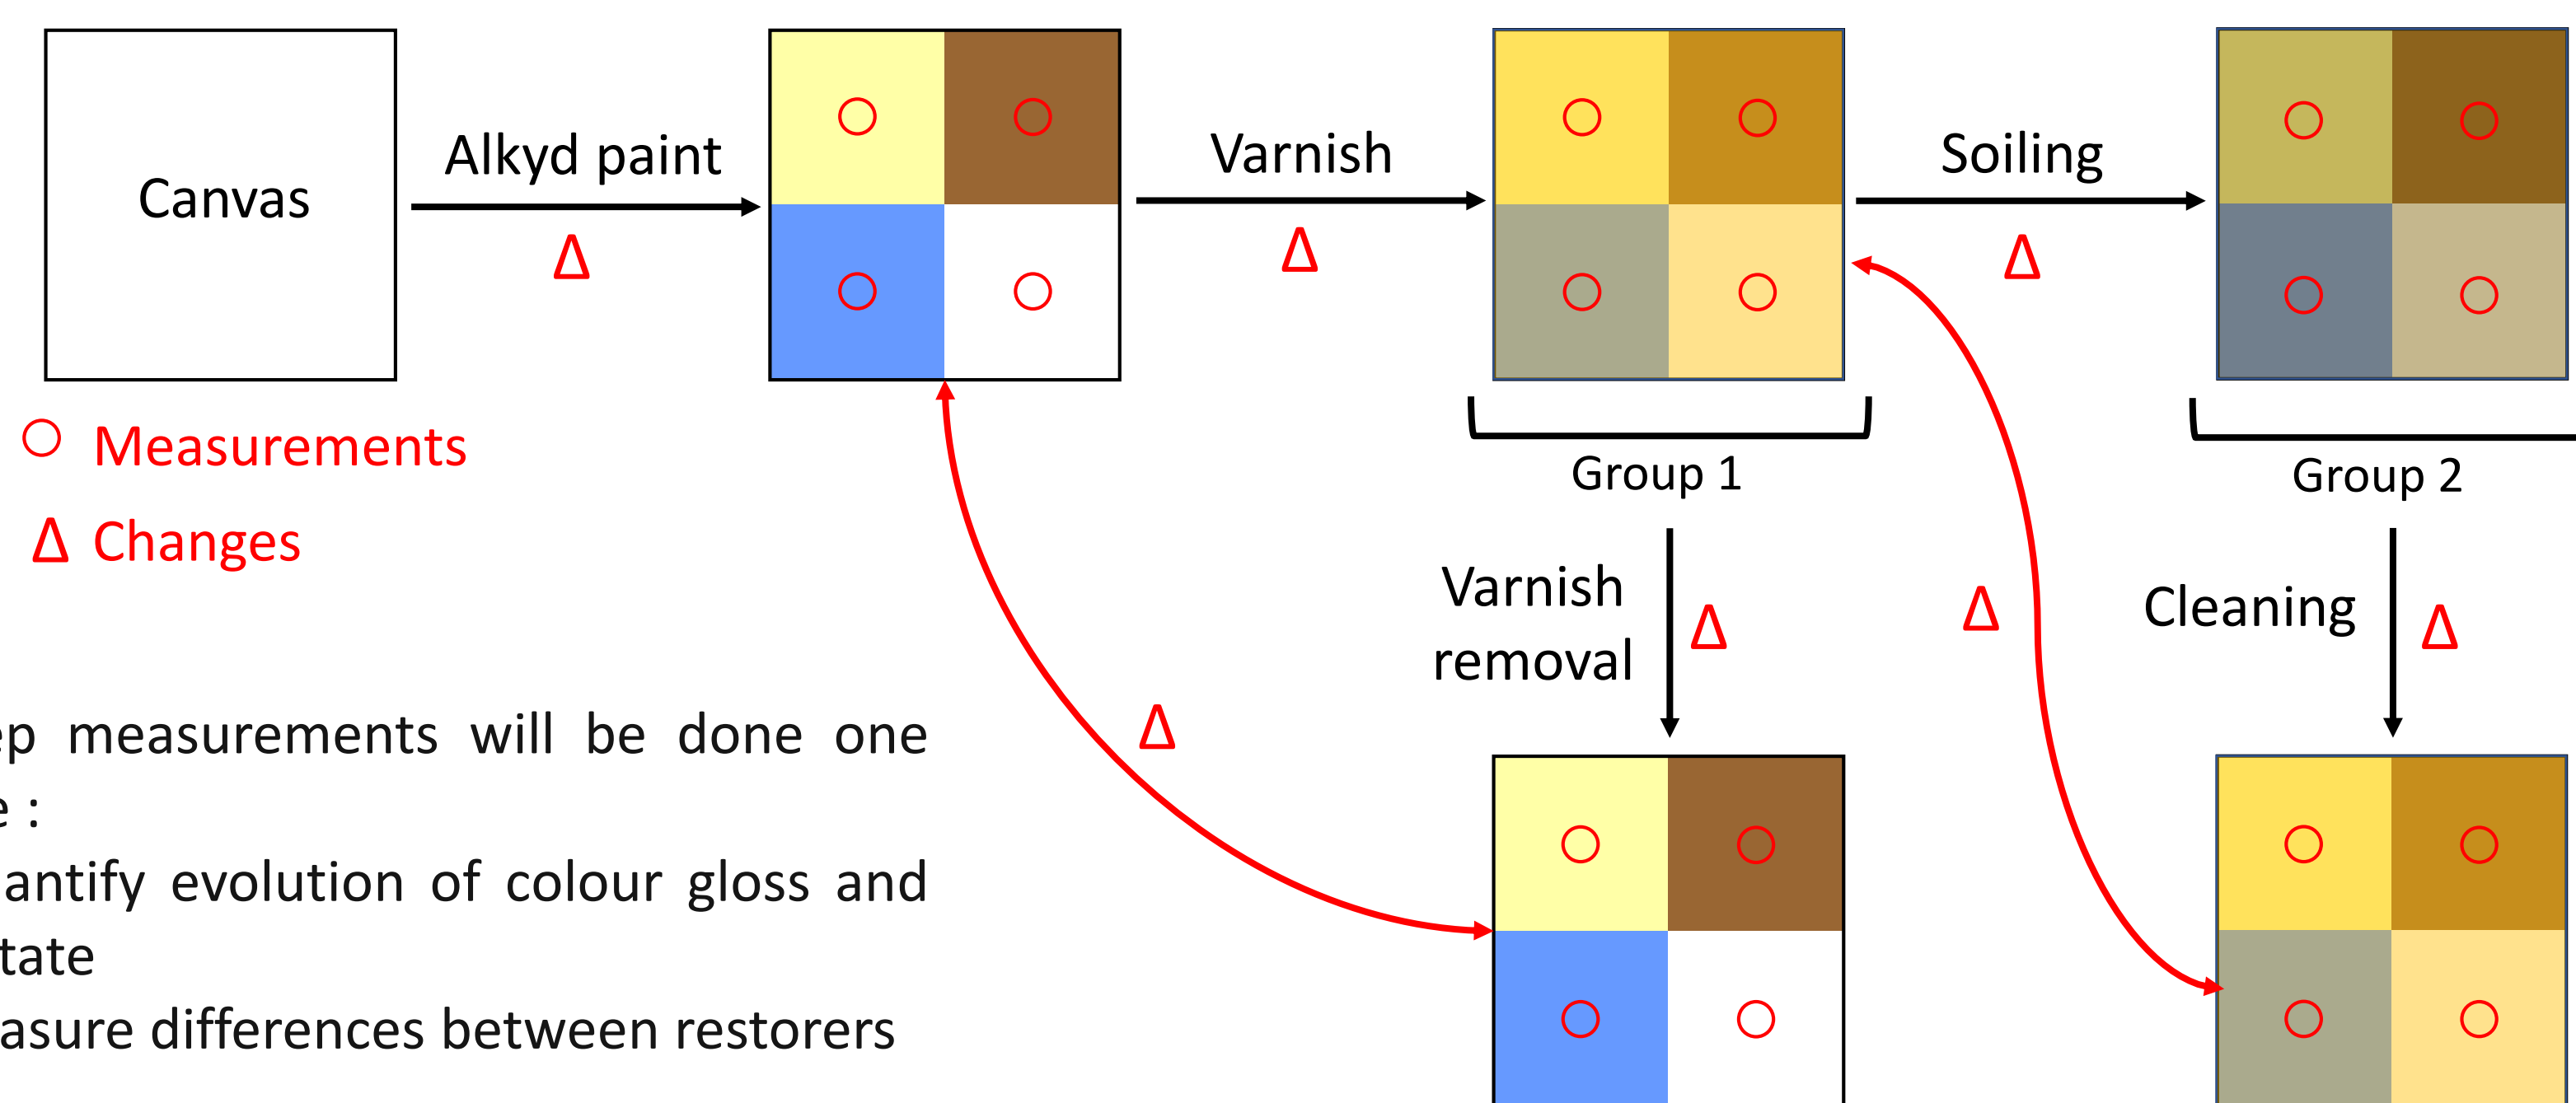 Canvas
Alkyd paint
Δ
Varnish
Δ
Soiling
Δ
Measurements
Δ Changes
Group 1
Group 2
Varnish
removal
Δ
Δ
Cleaning
Δ
Δ
ep measurements will be done one
e :
antify evolution of colour gloss and
tate
asure differences between restorers